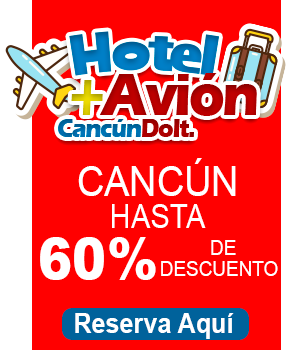 Hotel
+Avión
CancúnDoIt.
CANCÚN
HASTA
60% DE DESCUENTO
Reserva Aquí